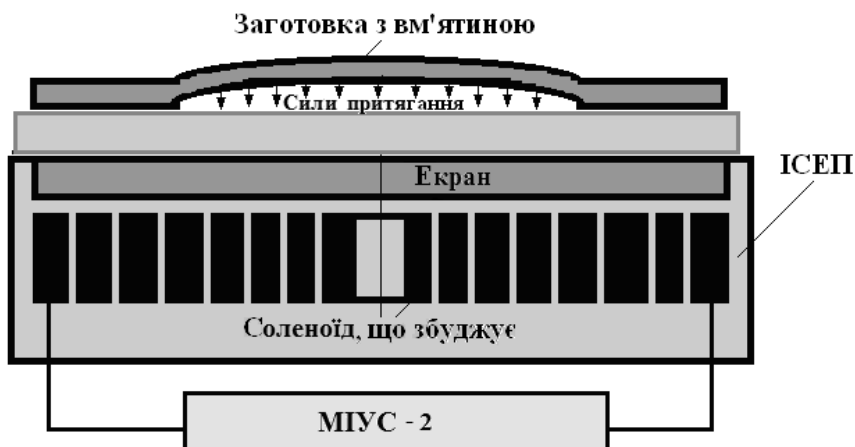 Заготовка з вм'ятиною
Сили притягання
Екран
ІСЕП
Соленоїд, що збуджує
МІУС - 2